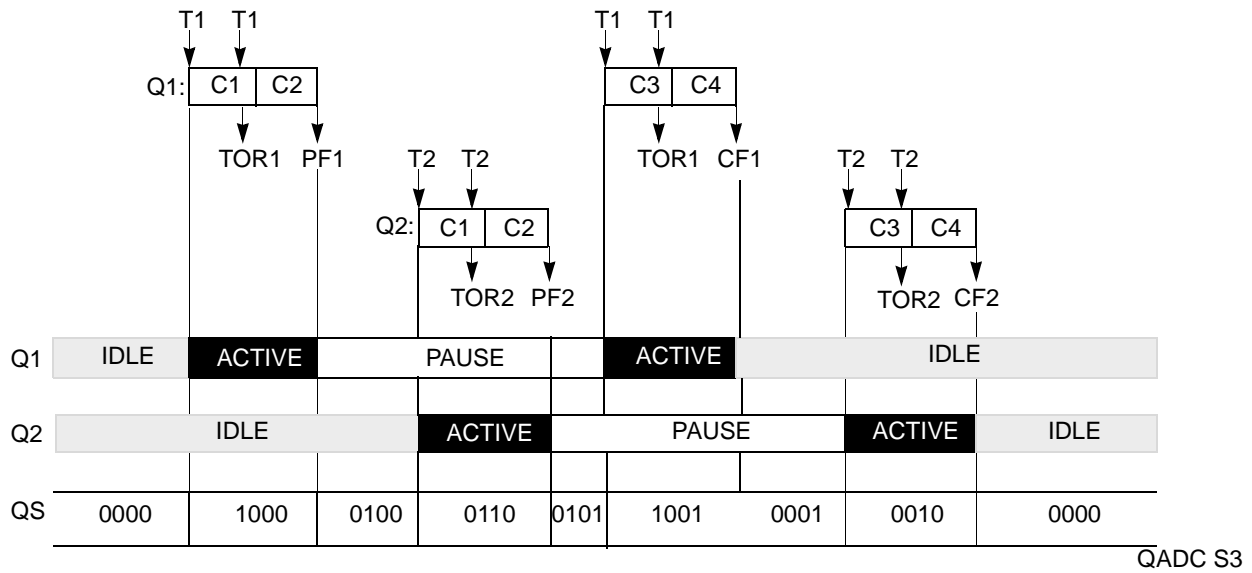 T1 T1 T1 T1
Q1: C1 C2 C3 C4
TOR1 PF1 T2 T2 TOR1 CF1 T2 T2
Q2: C1 C2 C3 C4
TOR2 PF2 TOR2 CF2
Q1 IDLE ACTIVE PAUSE ACTIVE IDLE
Q2 IDLE ACTIVE PAUSE ACTIVE IDLE
QS 0000 1000 0100 0110 0101 1001 0001 0010 0000
QADC S3